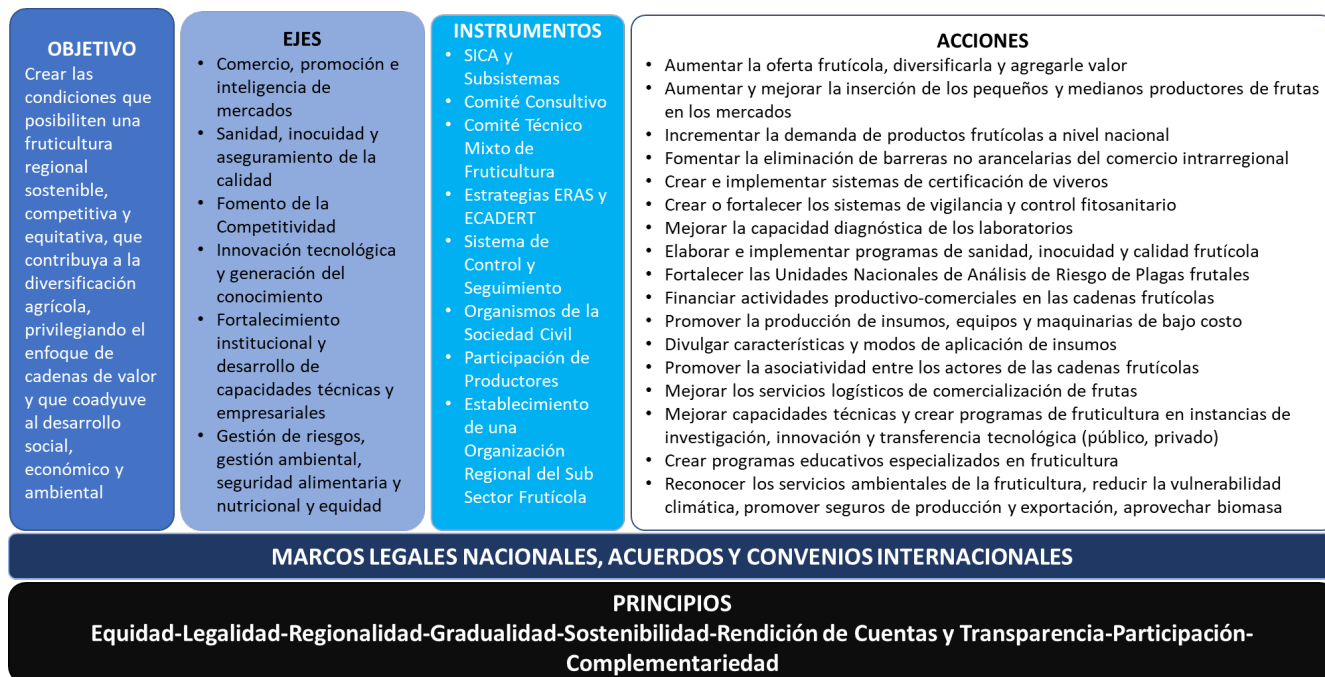 OBJETIVO
Crear las
condiciones que
posibiliten una
fruticultura
regional
sostenible,
competitiva y
equitativa, que
contribuya a la
diversificación
agrícola,
privilegiando el
enfoque de
cadenas de valor
y que coadyuve
al desarrollo
social,
económico y
ambiental
EJES
• Comercio, promoción e
inteligencia de
mercados
• Sanidad, inocuidad y
aseguramiento de la
calidad
• Fomento de la
Competitividad
• Innovación tecnológica
y generación del
conocimiento
• Fortalecimiento
institucional y
desarrollo de
capacidades técnicas y
empresariales
• Gestión de riesgos,
gestión ambiental,
seguridad alimentaria y
nutricional y equidad
INSTRUMENTOS
• SICA y
Subsistemas
• Comité Consultivo
• Comité Técnico
Mixto de
Fruticultura
• Estrategias ERAS y
ECADERT
• Sistema de
Control y
Seguimiento
• Organismos de la
Sociedad Civil
• Participación de
Productores
• Establecimiento
de una
Organización
Regional del Sub
Sector Frutícola
ACCIONES
• Aumentar la oferta frutícola, diversificarla y agregarle valor
• Aumentar y mejorar la inserción de los pequeños y medianos productores de frutas
en los mercados
• Incrementar la demanda de productos frutícolas a nivel nacional
• Fomentar la eliminación de barreras no arancelarias del comercio intrarregional
• Crear e implementar sistemas de certificación de viveros
• Crear o fortalecer los sistemas de vigilancia y control fitosanitario
• Mejorar la capacidad diagnóstica de los laboratorios
• Elaborar e implementar programas de sanidad, inocuidad y calidad frutícola
• Fortalecer las Unidades Nacionales de Análisis de Riesgo de Plagas frutales
• Financiar actividades productivo-comerciales en las cadenas frutícolas
• Promover la producción de insumos, equipos y maquinarias de bajo costo
• Divulgar características y modos de aplicación de insumos
• Promover la asociatividad entre los actores de las cadenas frutícolas
• Mejorar los servicios logísticos de comercialización de frutas
• Mejorar capacidades técnicas y crear programas de fruticultura en instancias de
investigación, innovación y transferencia tecnológica (público, privado)
• Crear programas educativos especializados en fruticultura
• Reconocer los servicios ambientales de la fruticultura, reducir la vulnerabilidad
climática, promover seguros de producción y exportación, aprovechar biomasa
MARCOS LEGALES NACIONALES, ACUERDOS Y CONVENIOS INTERNACIONALES
PRINCIPIOS
Equidad-Legalidad-Regionalidad-Gradualidad-Sostenibilidad-Rendición de Cuentas y Transparencia-Participación-
Complementariedad